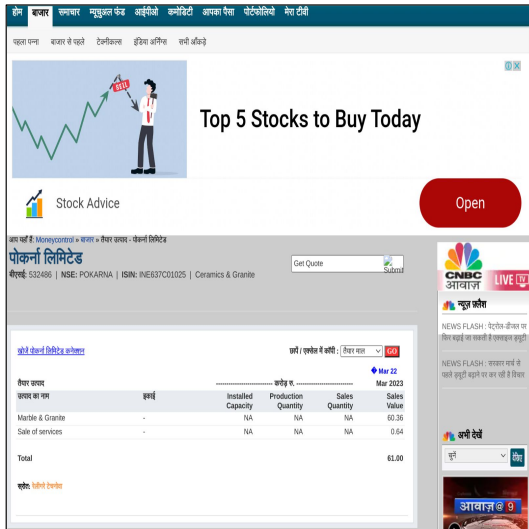 होम बाजार समाचार म्यूचुअल फंड आईपीओ कमोडिटी आपका पैसा पोर्टफोलियो मेरा टीवी
पहला पन्ना बाजार से पहले टेक्नीकल्स इंडिया अर्निंग्स सभी आँकड़े
SELL
Top 5 Stocks to Buy Today
Stock Advice
Open
आप यहाँ हैं: Moneycontrol » बाजार » तैयार उत्पाद - पोकर्ना लिमिटेड
पोकर्ना लिमिटेड
बीएसई: 532486 | NSE: POKARNA | ISIN: INE637C01025 | Ceramics & Granite
Get Quote
Submit
CNBC
आवाज़
LIVE TV
न्यूज़ फ़्लैश
NEWS FLASH : पेट्रोल-डीजल पर
फिर बढ़ाई जा सकती है एक्साइज ड्यूटी
NEWS FLASH : सरकार मार्च से
पहले ड्यूटी बढ़ाने पर कर रही है विचार
अभी देखें
चुनें
देखिए
आवाज़@9
खोजें पोकर्ना लिमिटेड कनेक्शन
छापें / एक्सेल में कॉपी : तैयार माल GO
Mar 22
तैयार उत्पाद ------------------- करोड़ रु. ------------------- Mar 2023
उत्पाद का नाम इकाई Installed Capacity Production Quantity Sales Quantity Sales Value
Marble & Granite - NA NA NA 60.36
Sale of services - NA NA NA 0.64
Total 61.00
स्रोत: रेलीगरे टेक्नोवा